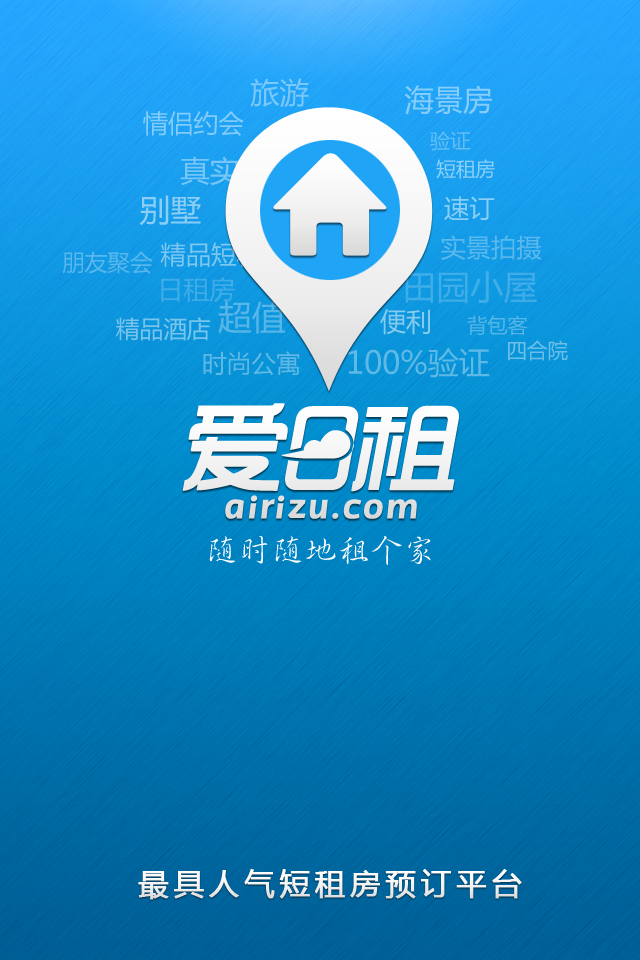 旅游
海景房
情侣约会
验证
真实
短租房
别墅
速订
朋友聚会
精品短
实景拍摄
日租房
田园小屋
超值
便利
背包客
精品酒店
四合院
时尚公寓
100%验证
爱日租
airizu.com
随时随地租个家
最具人气短租房预订平台